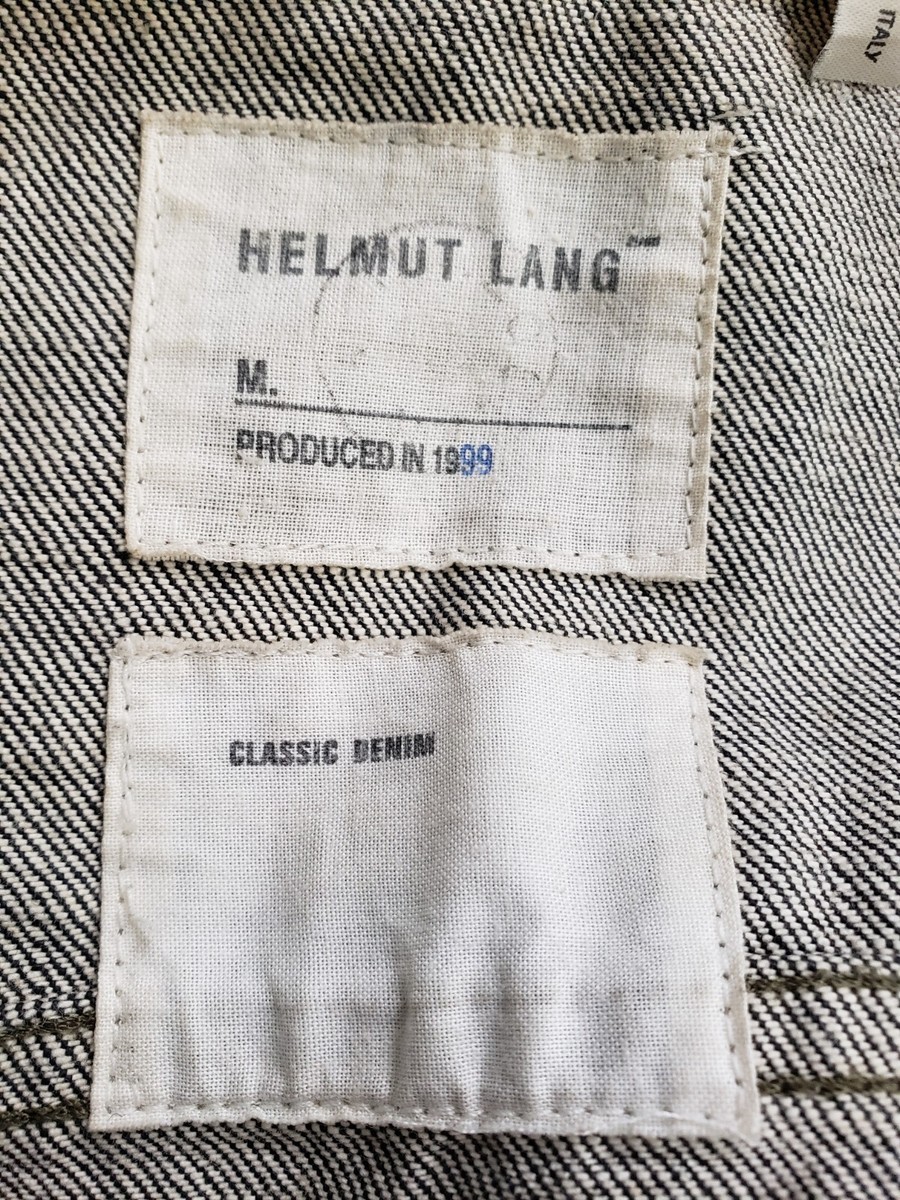 ITALY
HELMUT LANG
M.
PRODUCED IN 1999
CLASSIC DENIM